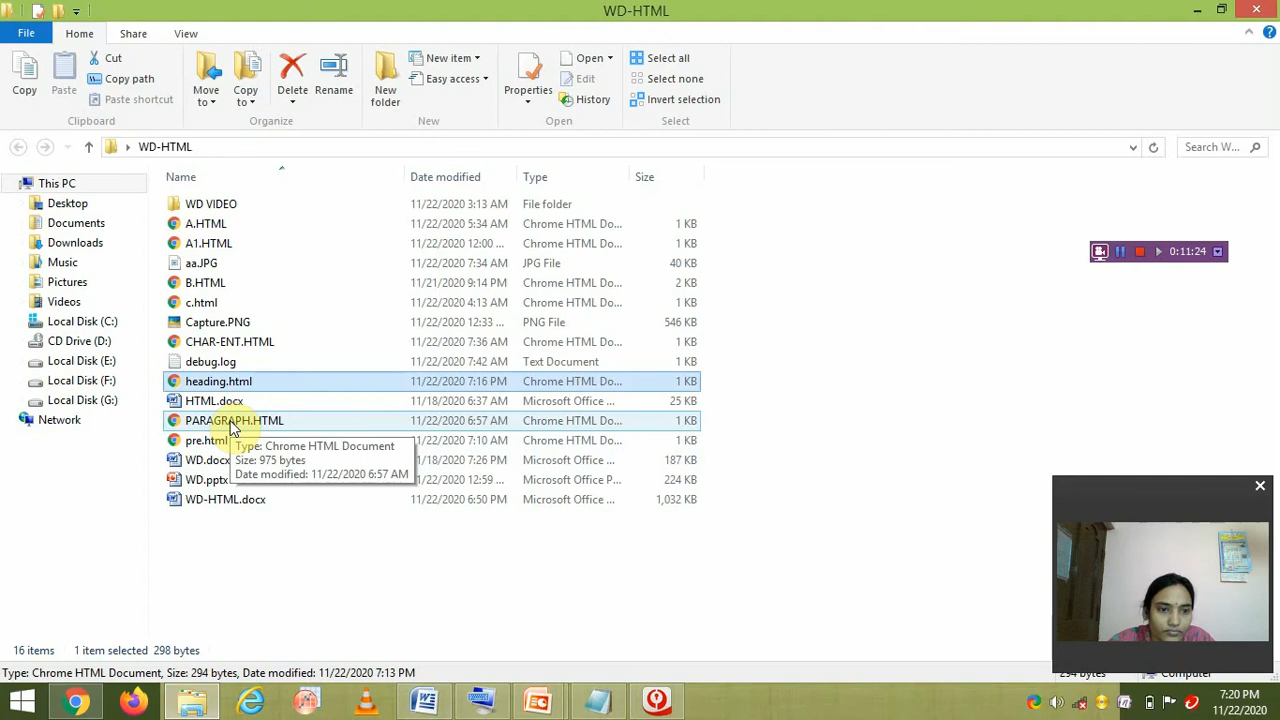 WD-HTML
File Home Share View
Copy Paste Cut Copy path Paste shortcut Move to Copy to Delete Rename New folder New item Easy access Properties Open Edit History Select all Select none Invert selection
Clipboard Organize New Open Select
WD-HTML Search W...
Name Date modified Type Size
This PC
Desktop
Documents
Downloads
Music
Pictures
Videos
Local Disk (C:)
CD Drive (D:)
Local Disk (E:)
Local Disk (F:)
Local Disk (G:)
Network
WD VIDEO 11/22/2020 3:13 AM File folder
A.HTML 11/22/2020 5:34 AM Chrome HTML Do... 1 KB
A1.HTML 11/22/2020 12:00 ... Chrome HTML Do... 1 KB
aa.JPG 11/22/2020 7:34 AM JPG File 40 KB
B.HTML 11/21/2020 9:14 PM Chrome HTML Do... 2 KB
c.html 11/22/2020 4:13 AM Chrome HTML Do... 1 KB
Capture.PNG 11/22/2020 12:33 ... PNG File 546 KB
CHAR-ENT.HTML 11/22/2020 7:36 AM Chrome HTML Do... 1 KB
debug.log 11/22/2020 7:42 AM Text Document 1 KB
heading.html 11/22/2020 7:16 PM Chrome HTML Do... 1 KB
HTML.docx 11/18/2020 6:37 AM Microsoft Office ... 25 KB
PARAGRAPH.HTML 11/22/2020 6:57 AM Chrome HTML Do... 1 KB
pre.html 11/22/2020 7:10 AM Chrome HTML Do... 1 KB
WD.docx 11/18/2020 7:26 PM Microsoft Office ... 187 KB
WD.pptx 11/22/2020 12:59 ... Microsoft Office P... 224 KB
WD-HTML.docx 11/22/2020 6:50 PM Microsoft Office ... 1,032 KB
Type: Chrome HTML Document
Size: 975 bytes
Date modified: 11/22/2020 6:57 AM
0:11:24
16 items 1 item selected 298 bytes
Type: Chrome HTML Document, Size: 294 bytes, Date modified: 11/22/2020 7:13 PM 294 bytes Computer
7:20 PM
11/22/2020